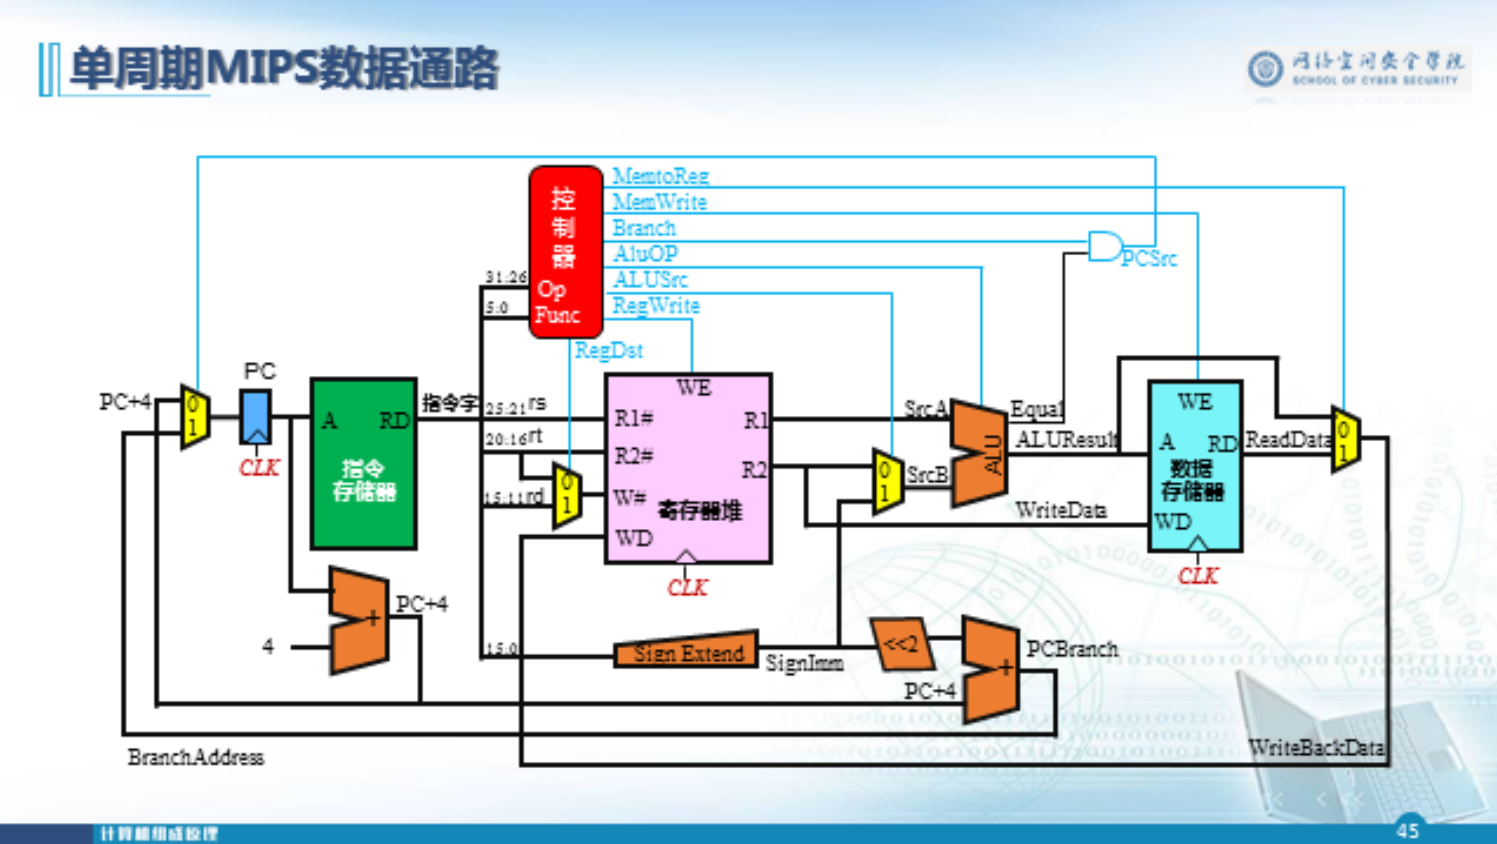 单周期MIPS数据通路
网络空间安全学院
SCHOOL OF CYBER SECURITY
控制器
Op
Func
MemtoReg
MemWrite
Branch
AluOP
ALUSrc
RegWrite
RegDst
PCSrc
31:26
5:0
PC+4
0
1
PC
CLK
A
RD
指令
存储器
指令字
25:21 rs
20:16 rt
15:11 rd
0
1
WE
R1#
R2#
W#
WD
R1
R2
寄存器堆
CLK
0
1
SrcA
SrcB
ALU
Equal
ALUResult
WriteData
WE
A
RD
数据
存储器
WD
CLK
ReadData
0
1
4
+
PC+4
15:0
Sign Extend
SignImm
<<2
PC+4
+
PCBranch
BranchAddress
WriteBackData
计算机组成原理
45